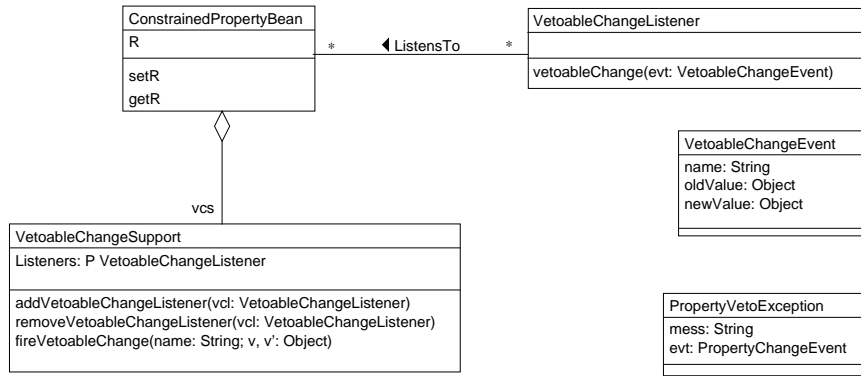 ConstrainedPropertyBean
R
setR
getR
* ◀ ListensTo *
VetoableChangeListener
vetoableChange(evt: VetoableChangeEvent)
VetoableChangeEvent
name: String
oldValue: Object
newValue: Object
vcs
VetoableChangeSupport
Listeners: P VetoableChangeListener
addVetoableChangeListener(vcl: VetoableChangeListener)
removeVetoableChangeListener(vcl: VetoableChangeListener)
fireVetoableChange(name: String; v, v': Object)
PropertyVetoException
mess: String
evt: PropertyChangeEvent